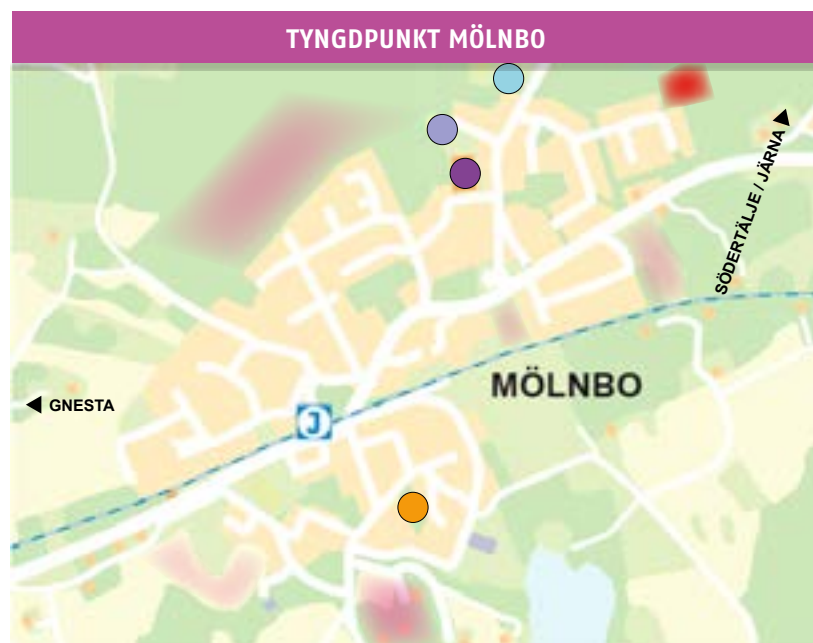 TYNGDPUNKT MÖLNBO
SÖDERTÄLJE / JÄRNA
MÖLNBO
GNESTA
J